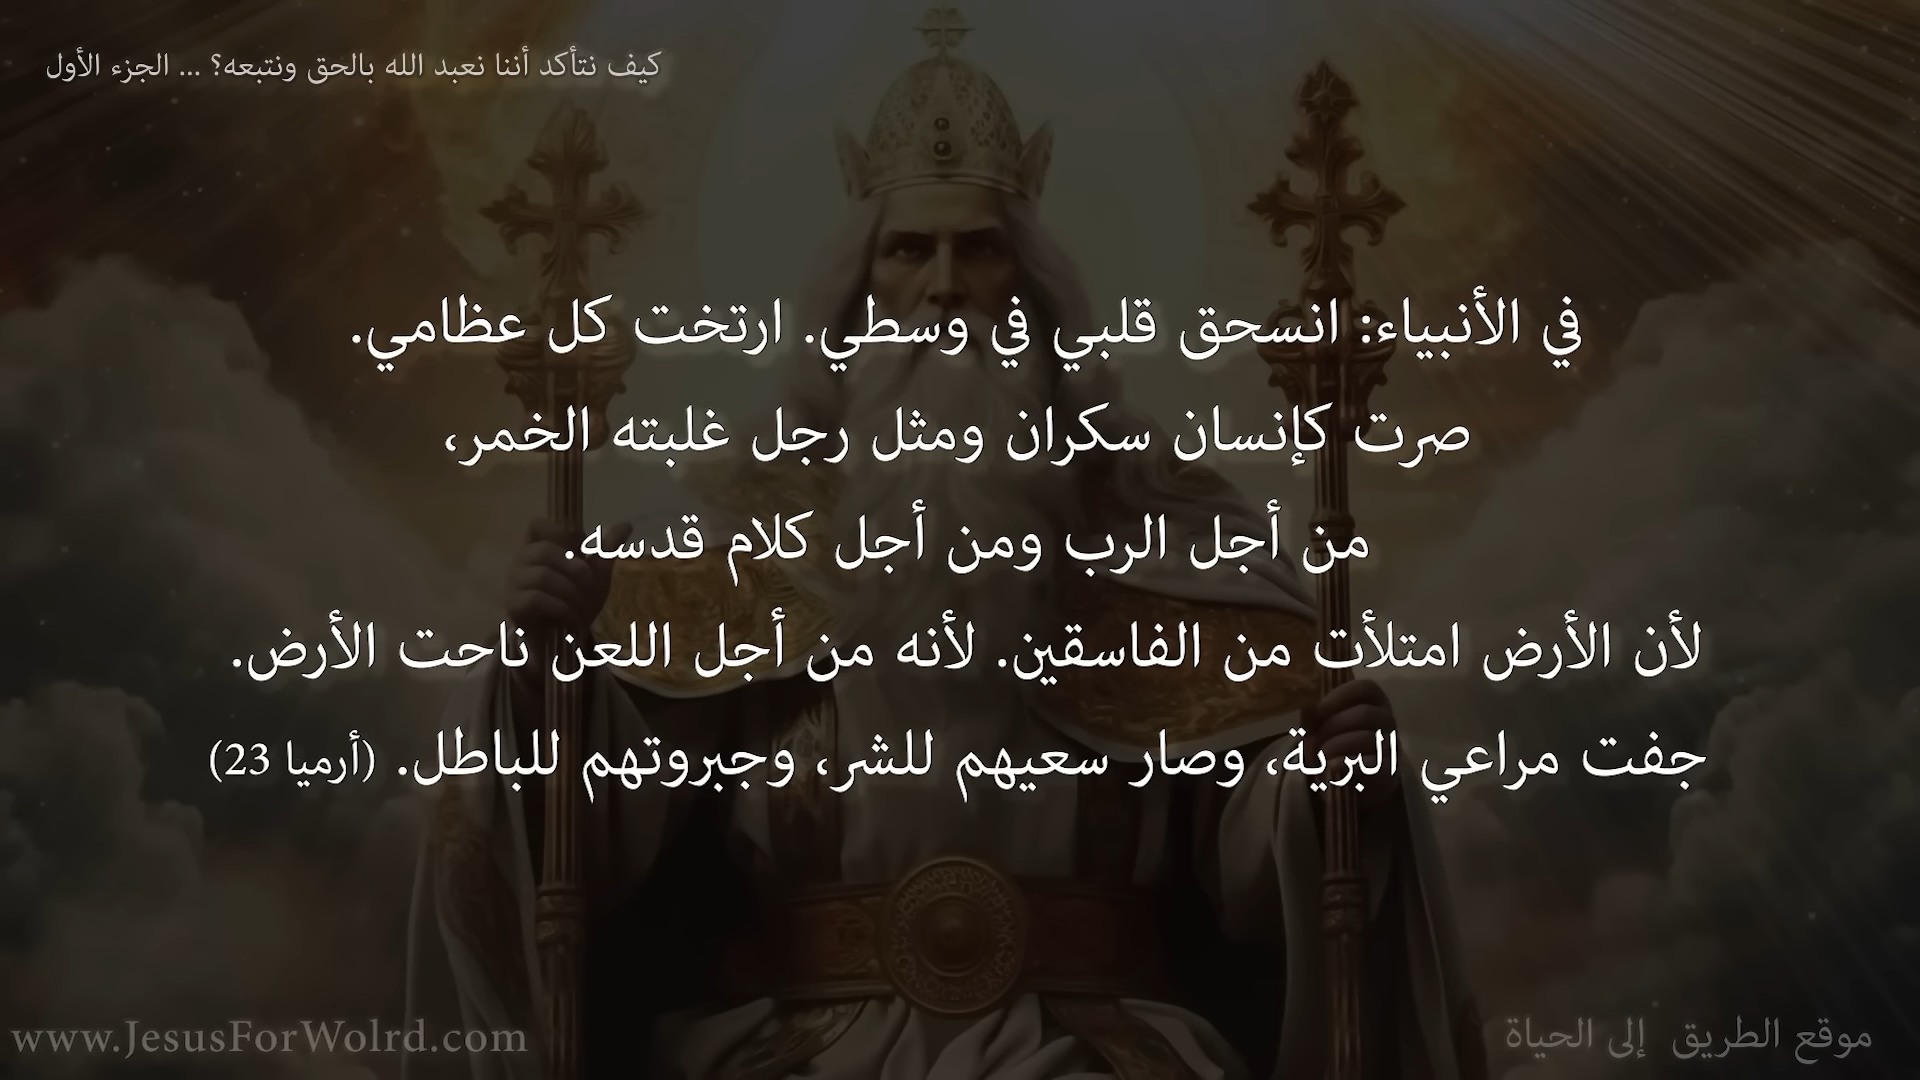 كيف نتأكد أننا نعبد الله بالحق ونتبعه؟ ... الجزء الأول
في الأنبياء: انسحق قلبي في وسطي. ارتخت كل عظامي.
صرت كإنسان سكران ومثل رجل غلبته الخمر،
من أجل الرب ومن أجل كلام قدسه.
لأن الأرض امتلأت من الفاسقين. لأنه من أجل اللعن ناحت الأرض.
جفت مراعي البرية، وصار سعيهم للشر، وجبروتهم للباطل. (أرميا 23)
موقع الطريق إلى الحياة
www.JesusForWolrd.com